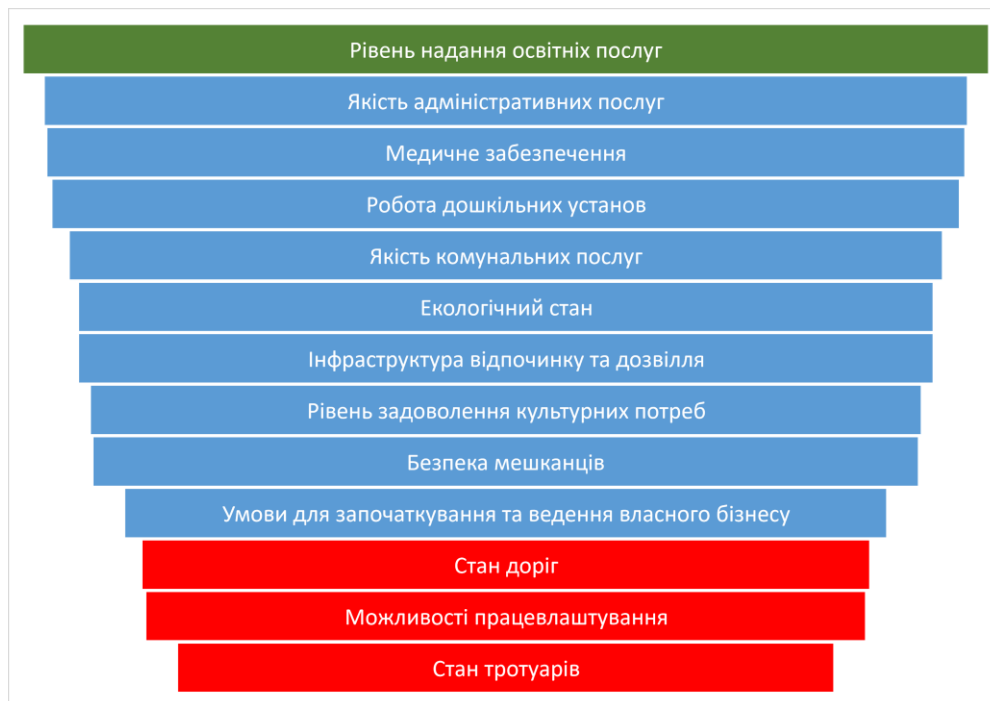 Рівень надання освітніх послуг
Якість адміністративних послуг
Медичне забезпечення
Робота дошкільних установ
Якість комунальних послуг
Екологічний стан
Інфраструктура відпочинку та дозвілля
Рівень задоволення культурних потреб
Безпека мешканців
Умови для започаткування та ведення власного бізнесу
Стан доріг
Можливості працевлаштування
Стан тротуарів